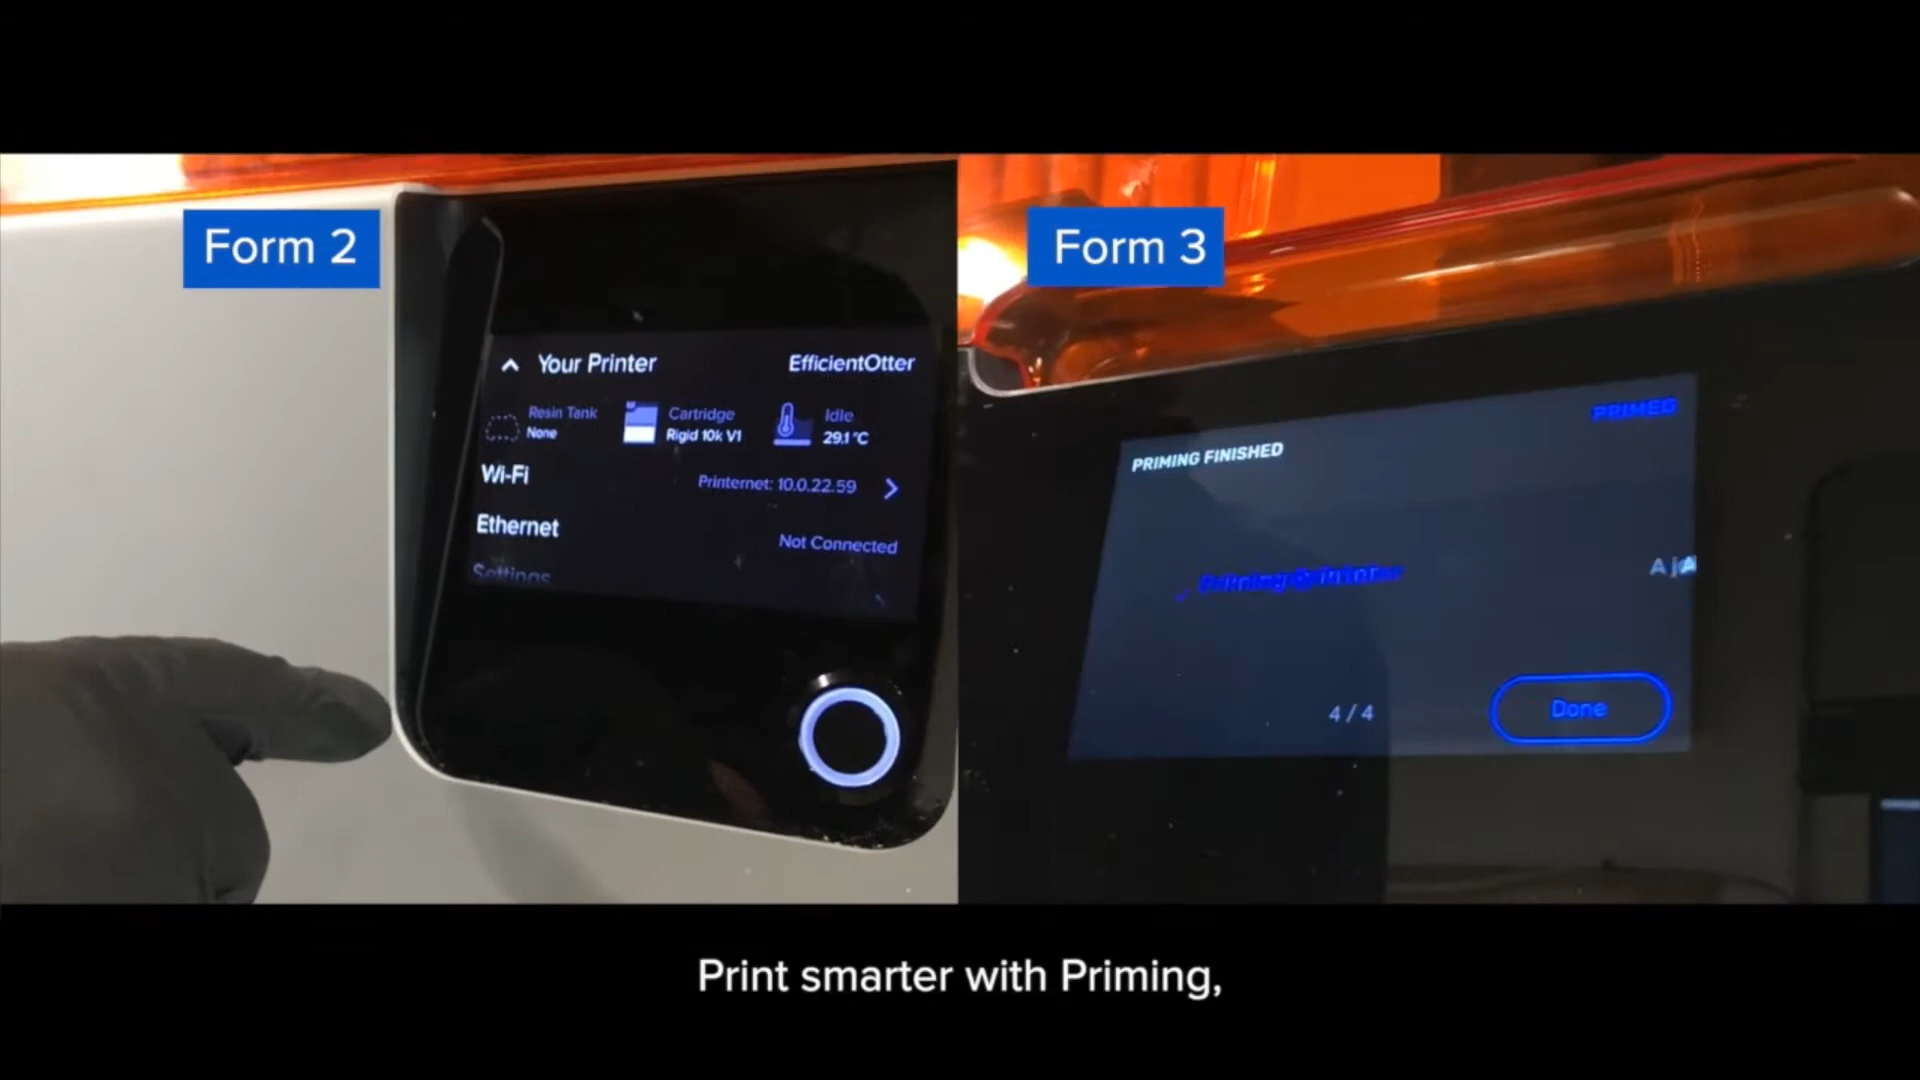 Form 2
Your Printer
EfficientOtter
Resin Tank
None
Cartridge
Rigid 10k V1
Idle
29.1 °C
Wi-Fi
Printernet: 10.0.22.59
Ethernet
Not Connected
Settings
Form 3
PRIMED
PRIMING FINISHED
4 / 4
Done
Print smarter with Priming,